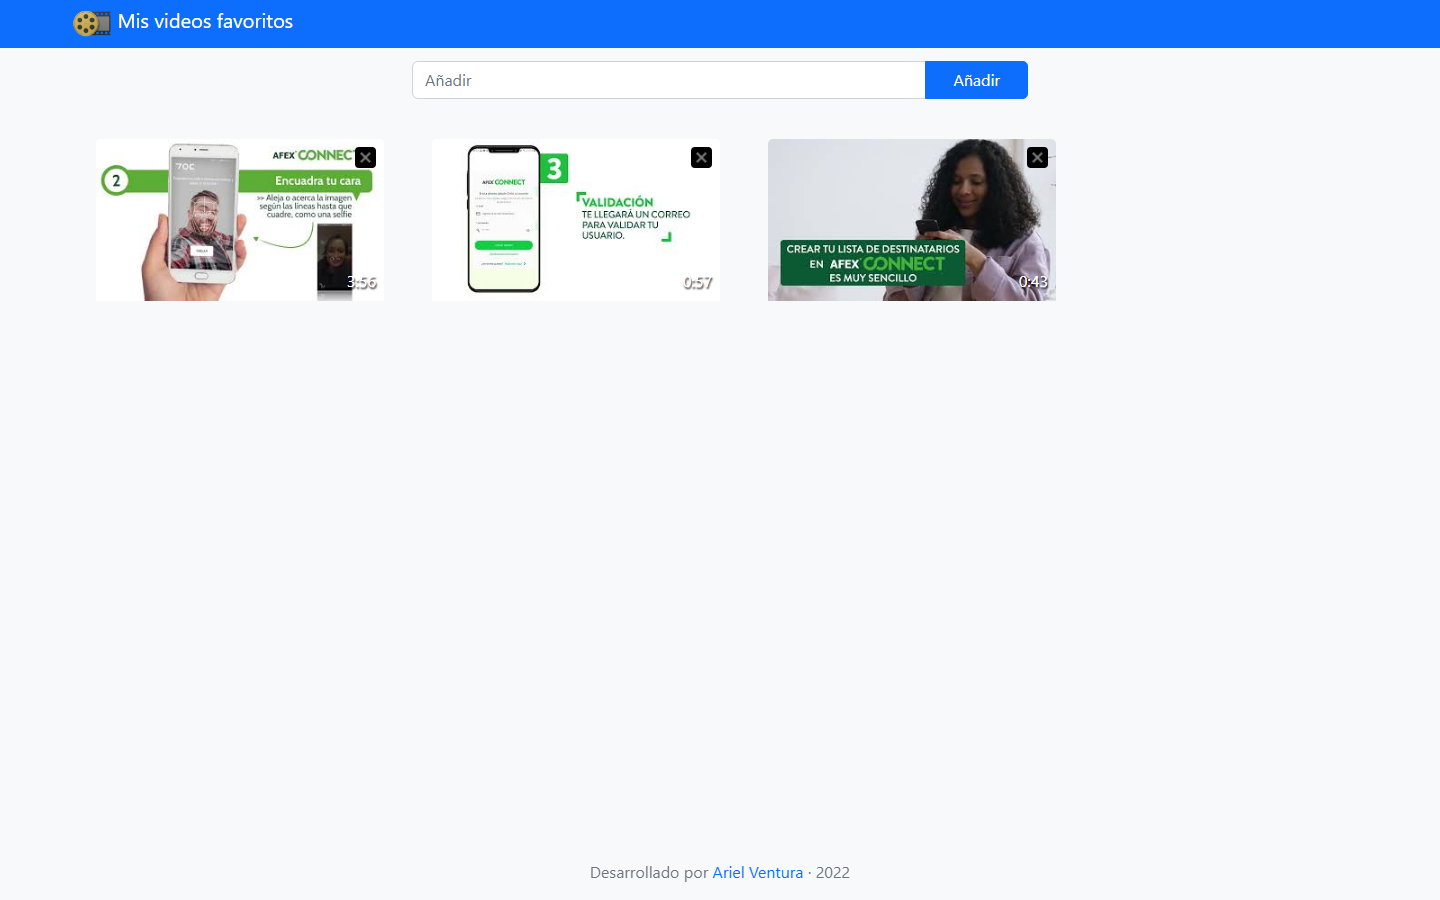 Mis videos favoritos
Añadir
Añadir
AFEX CONNECT
2
Encuadra tu cara
>> Aleja o acerca la imagen
según las líneas hasta que
cuadre, como una selfie
3:56
3
AFEX CONNECT
VALIDACIÓN
TE LLEGARÁ UN CORREO
PARA VALIDAR TU
USUARIO.
0:57
CREAR TU LISTA DE DESTINATARIOS
EN AFEX CONNECT
ES MUY SENCILLO
0:43
Desarrollado por Ariel Ventura · 2022